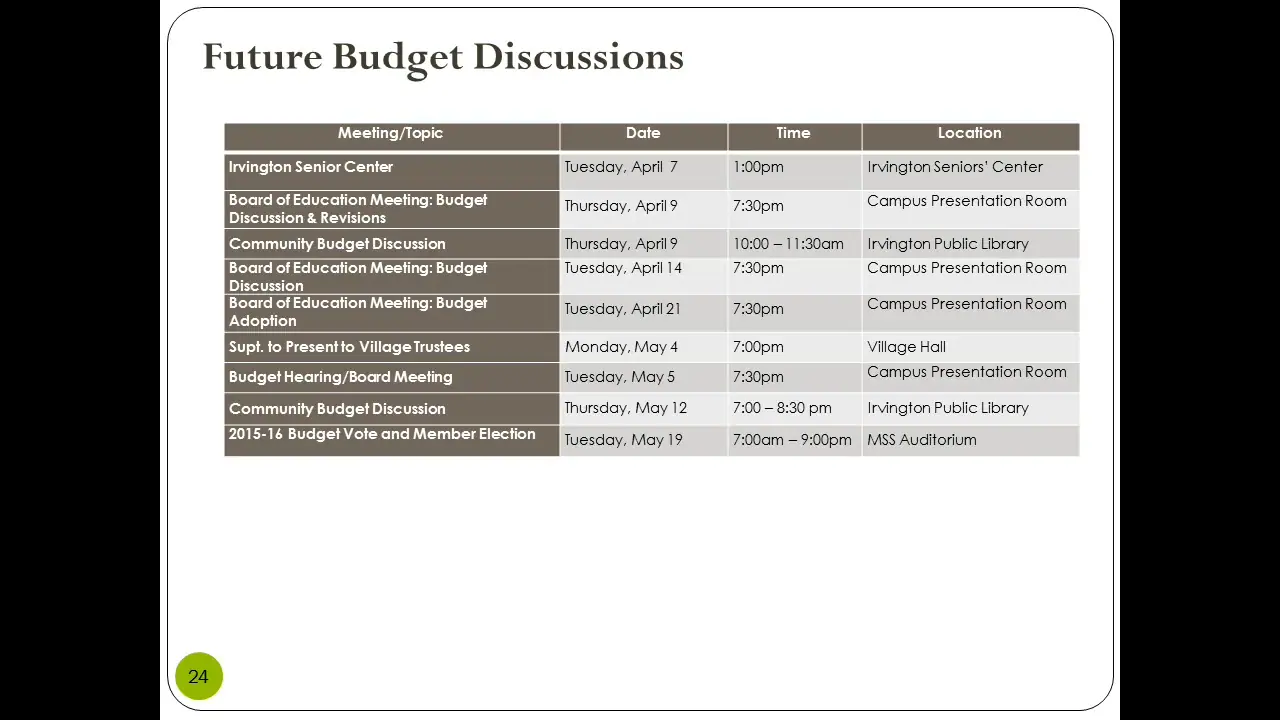 Future Budget Discussions
Meeting/Topic Date Time Location
Irvington Senior Center Tuesday, April 7 1:00pm Irvington Seniors' Center
Board of Education Meeting: Budget
Discussion & Revisions Thursday, April 9 7:30pm Campus Presentation Room
Community Budget Discussion Thursday, April 9 10:00 – 11:30am Irvington Public Library
Board of Education Meeting: Budget
Discussion Tuesday, April 14 7:30pm Campus Presentation Room
Board of Education Meeting: Budget
Adoption Tuesday, April 21 7:30pm Campus Presentation Room
Supt. to Present to Village Trustees Monday, May 4 7:00pm Village Hall
Budget Hearing/Board Meeting Tuesday, May 5 7:30pm Campus Presentation Room
Community Budget Discussion Thursday, May 12 7:00 – 8:30 pm Irvington Public Library
2015-16 Budget Vote and Member Election Tuesday, May 19 7:00am – 9:00pm MSS Auditorium
24